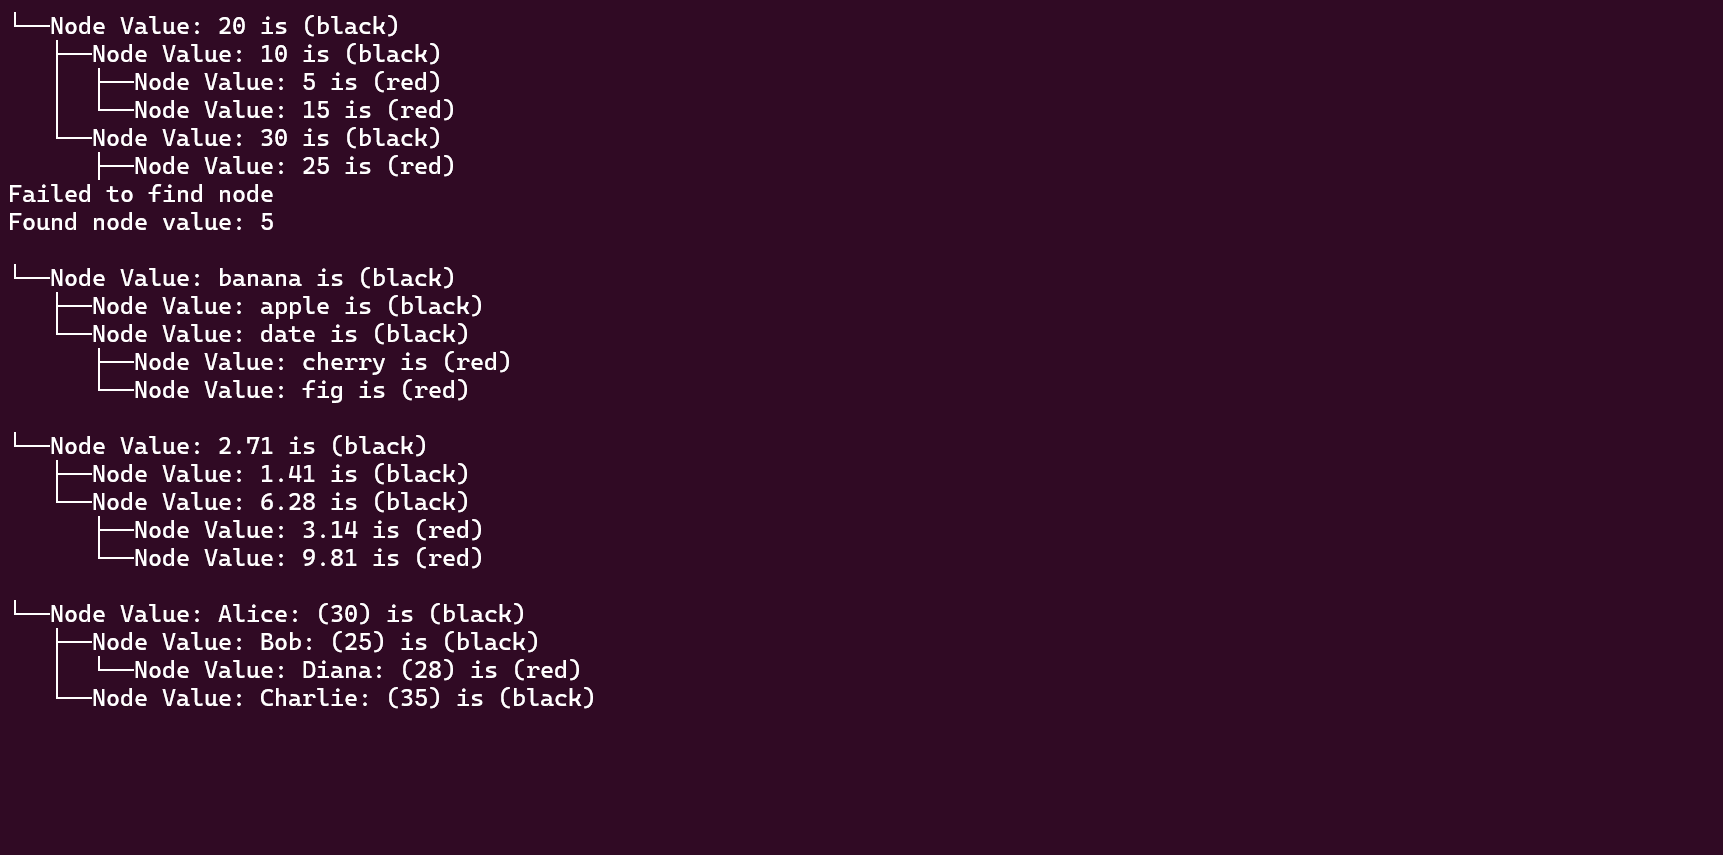 └──Node Value: 20 is (black)
   ├──Node Value: 10 is (black)
   │  ├──Node Value: 5 is (red)
   │  └──Node Value: 15 is (red)
   └──Node Value: 30 is (black)
      ├──Node Value: 25 is (red)
Failed to find node
Found node value: 5

└──Node Value: banana is (black)
   ├──Node Value: apple is (black)
   └──Node Value: date is (black)
      ├──Node Value: cherry is (red)
      └──Node Value: fig is (red)

└──Node Value: 2.71 is (black)
   ├──Node Value: 1.41 is (black)
   └──Node Value: 6.28 is (black)
      ├──Node Value: 3.14 is (red)
      └──Node Value: 9.81 is (red)

└──Node Value: Alice: (30) is (black)
   ├──Node Value: Bob: (25) is (black)
   │  └──Node Value: Diana: (28) is (red)
   └──Node Value: Charlie: (35) is (black)